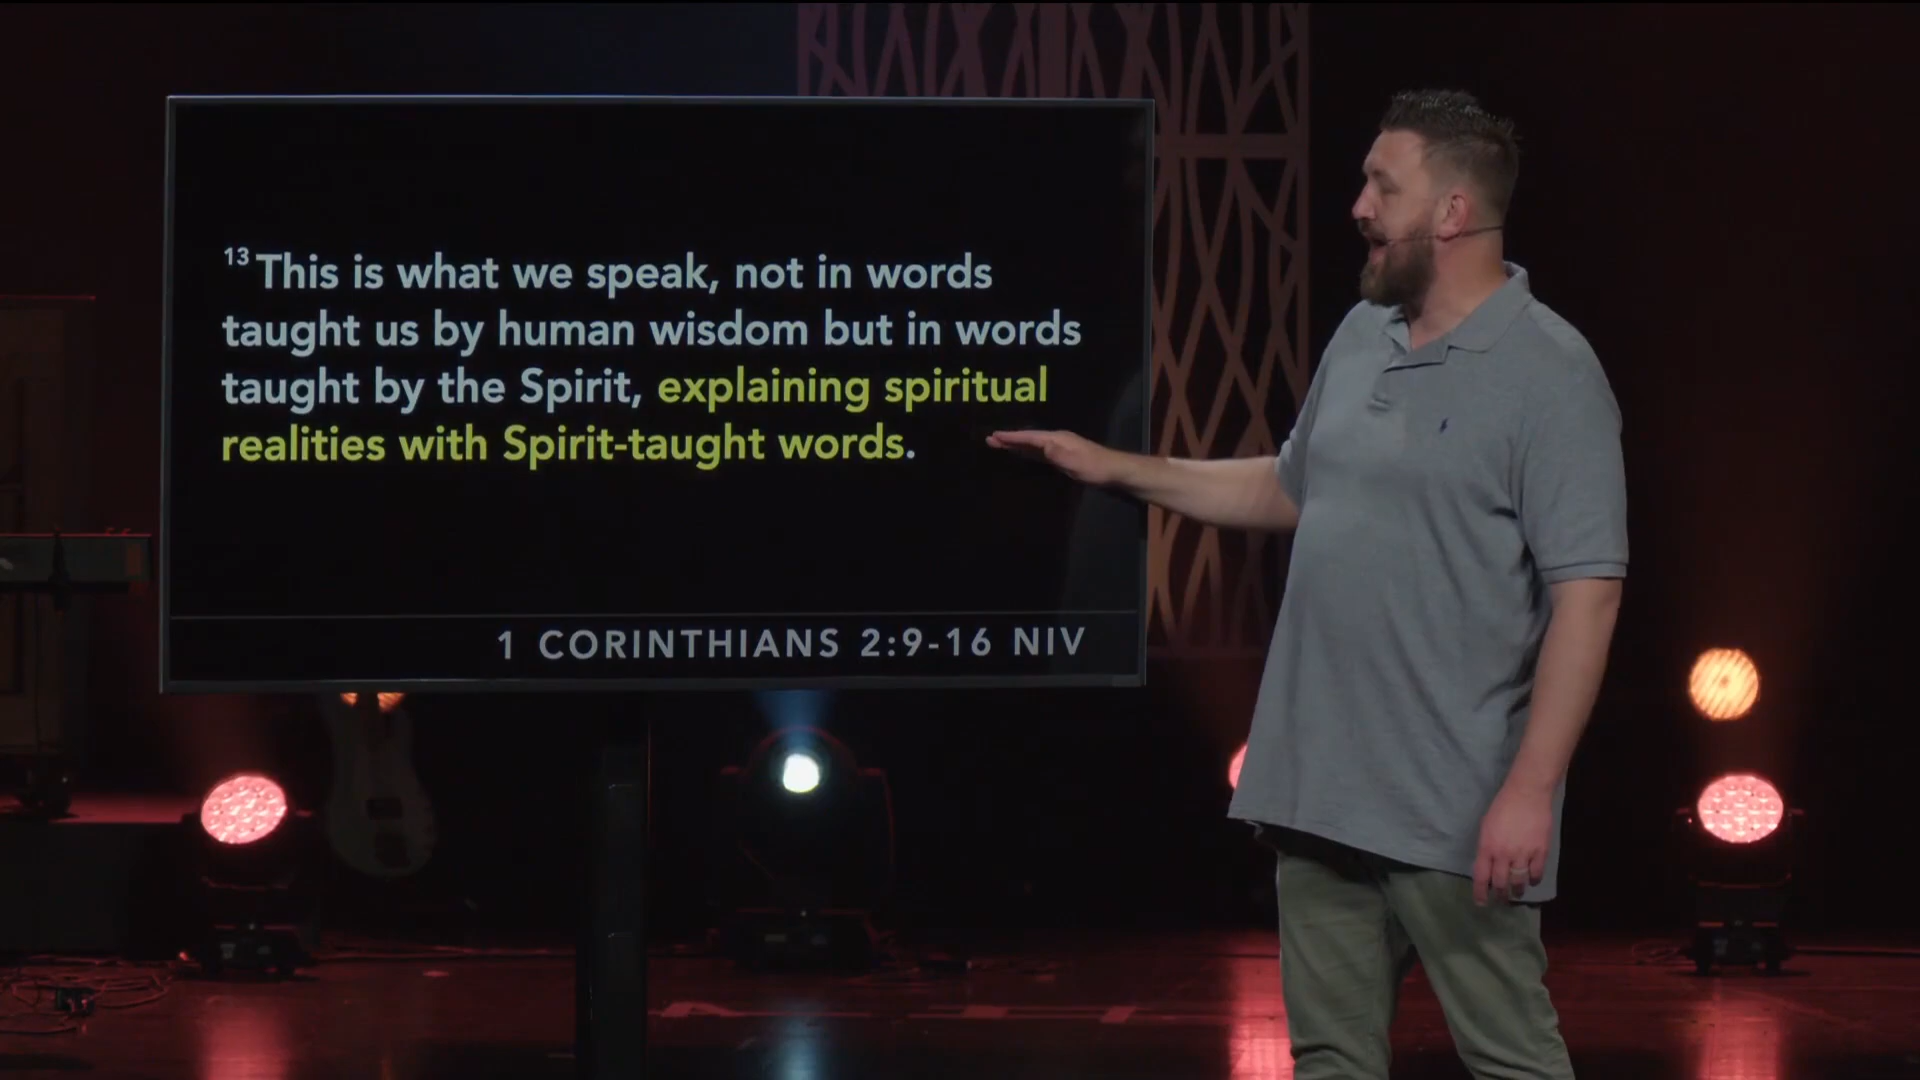 13 This is what we speak, not in words
taught us by human wisdom but in words
taught by the Spirit, explaining spiritual
realities with Spirit-taught words.
1 CORINTHIANS 2:9-16 NIV